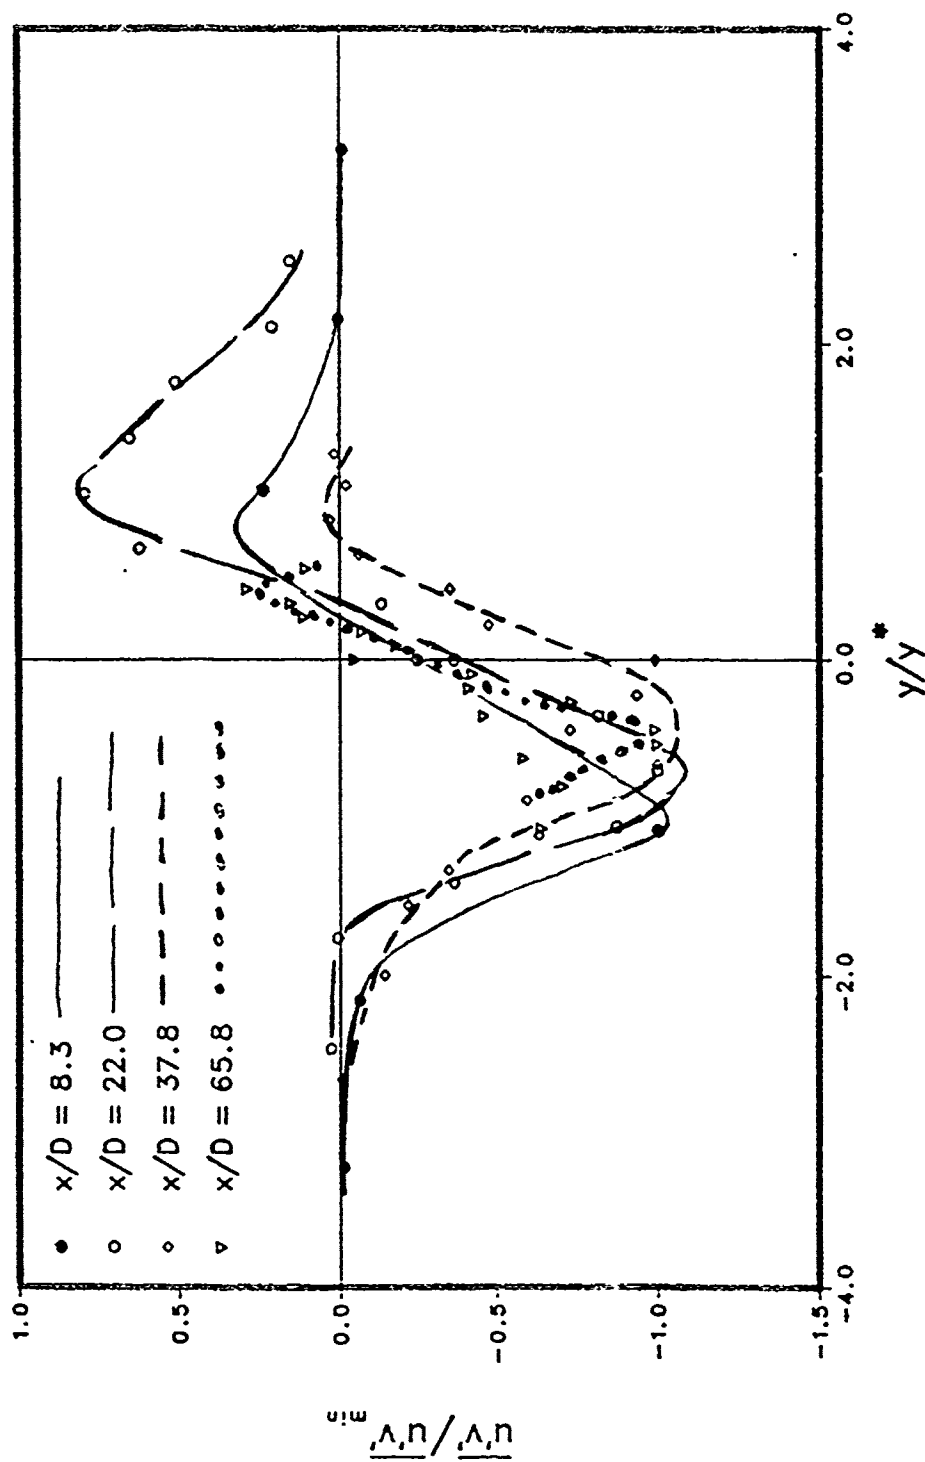 1.0
0.5
0.0
-0.5
-1.0
-1.5
u'v'/u'v'min
x/D = 8.3
x/D = 22.0
x/D = 37.8
x/D = 65.8
-4.0
-2.0
0.0
2.0
4.0
y/y*